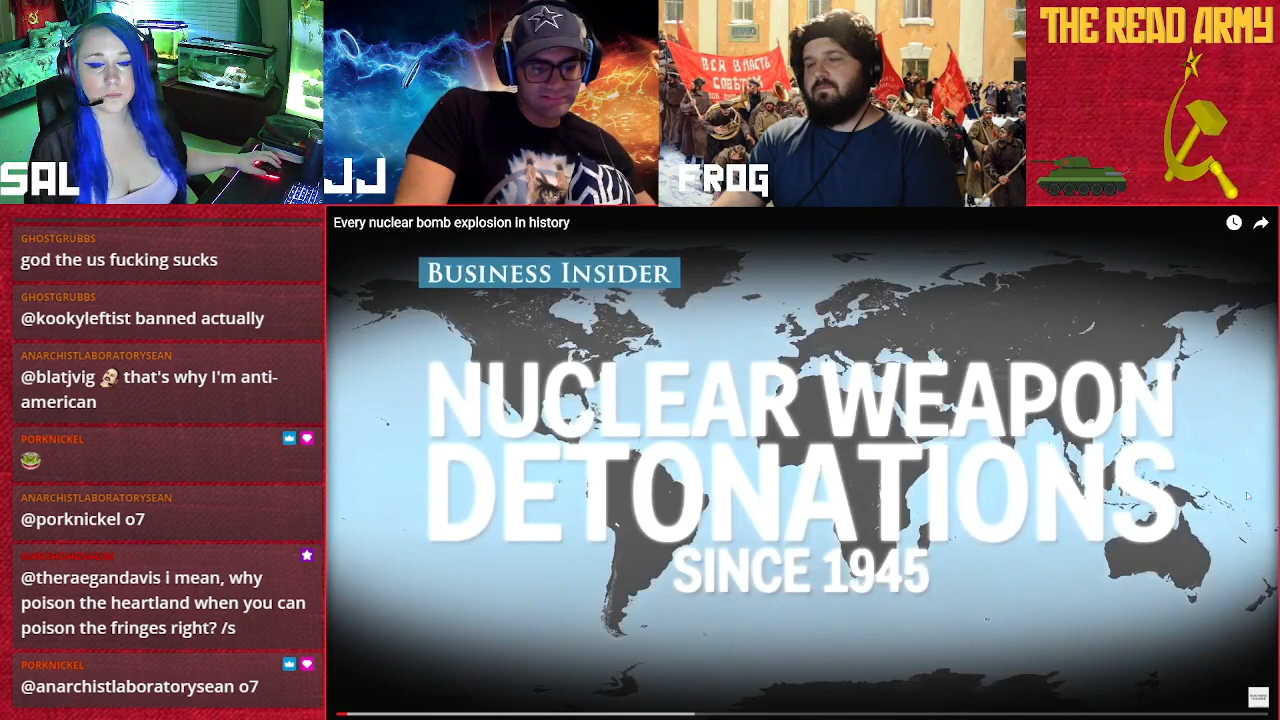 THE READ ARMY
ВСЯ ВЛАСТЬ
СОВѢТАМ
SAL
JJ
FROG
GHOSTGRUBBS
god the us fucking sucks
GHOSTGRUBBS
@kookyleftist banned actually
ANARCHISTLABORATORYSEAN
@blatjvig that's why I'm anti-
american
PORKNICKEL
ANARCHISTLABORATORYSEAN
@porknickel o7
@theraegandavis i mean, why
poison the heartland when you can
poison the fringes right? /s
PORKNICKEL
@anarchistlaboratorysean o7
Every nuclear bomb explosion in history
BUSINESS INSIDER
NUCLEAR WEAPON
DETONATIONS
SINCE 1945